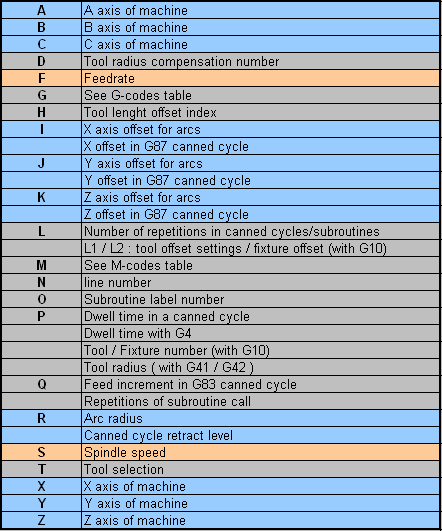 A A axis of machine
B B axis of machine
C C axis of machine
D Tool radius compensation number
F Feedrate
G See G-codes table
H Tool lenght offset index
I X axis offset for arcs
X offset in G87 canned cycle
J Y axis offset for arcs
Y offset in G87 canned cycle
K Z axis offset for arcs
Z offset in G87 canned cycle
L Number of repetitions in canned cycles/subroutines
L1 / L2 : tool offset settings / fixture offset (with G10)
M See M-codes table
N line number
O Subroutine label number
P Dwell time in a canned cycle
Dwell time with G4
Tool / Fixture number (with G10)
Tool radius ( with G41 / G42 )
Q Feed increment in G83 canned cycle
Repetitions of subroutine call
R Arc radius
Canned cycle retract level
S Spindle speed
T Tool selection
X X axis of machine
Y Y axis of machine
Z Z axis of machine